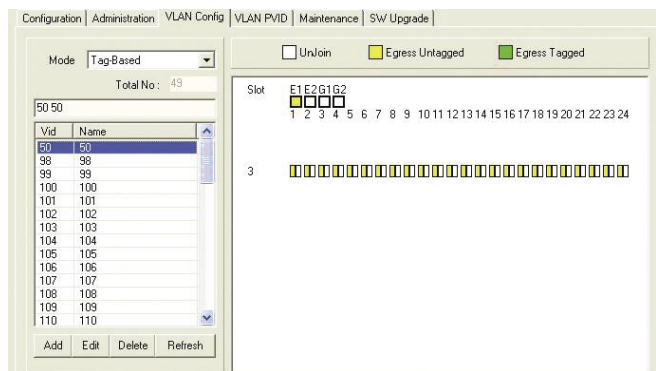 Configuration Administration VLAN Config VLAN PVID Maintenance SW Upgrade
Mode Tag-Based
Total No : 49
50 50
Vid Name
50 50
98 98
99 99
100 100
101 101
102 102
103 103
104 104
105 105
106 106
107 107
108 108
109 109
110 110
Add Edit Delete Refresh
UnJoin Egress Untagged Egress Tagged
Slot E1 E2 G1 G2
1 2 3 4 5 6 7 8 9 10 11 12 13 14 15 16 17 18 19 20 21 22 23 24
3